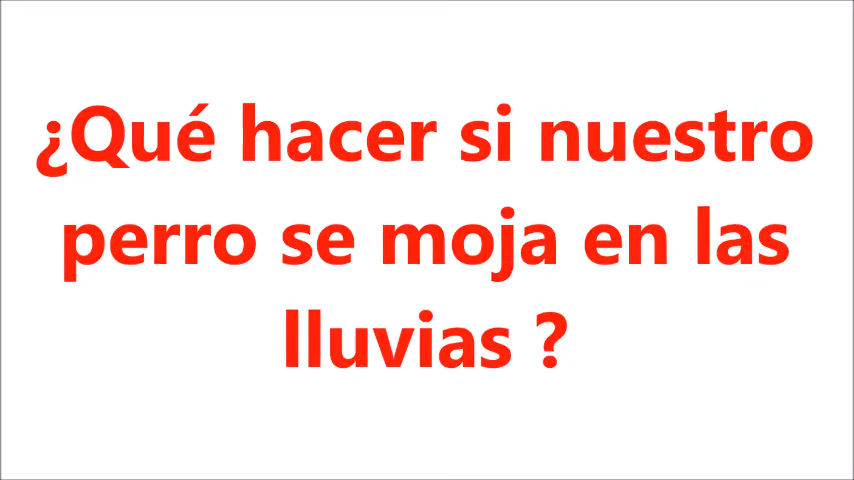 ¿Qué hacer si nuestro
perro se moja en las
lluvias ?